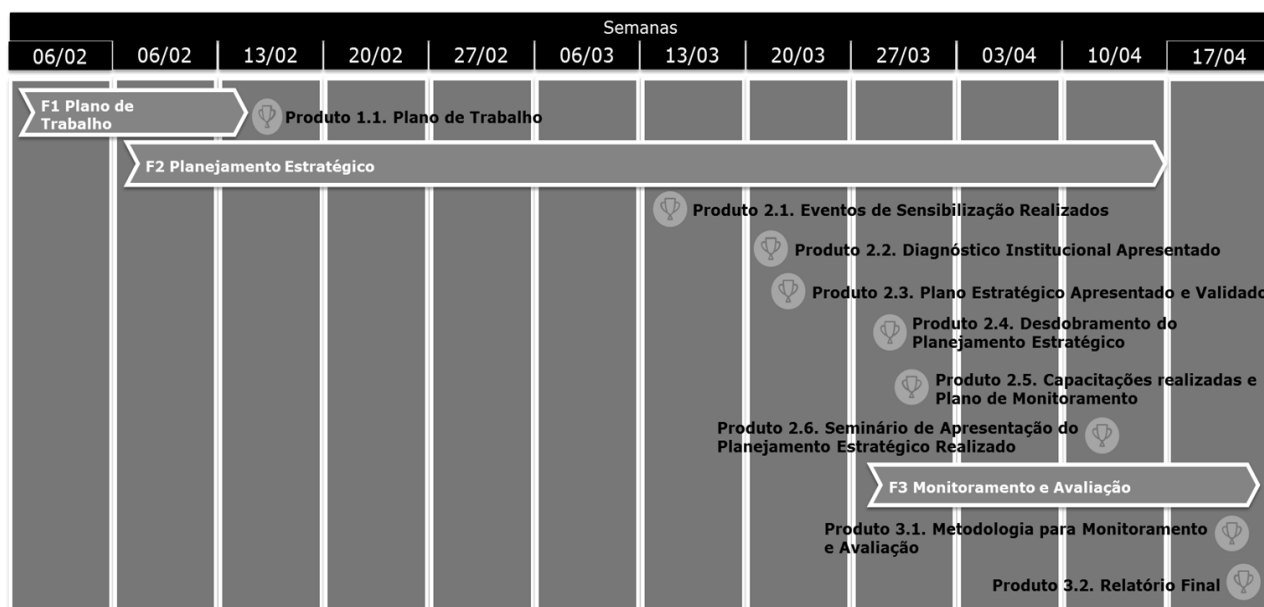 Semanas
06/02 06/02 13/02 20/02 27/02 06/03 13/03 20/03 27/03 03/04 10/04 17/04
F1 Plano de
Trabalho
Produto 1.1. Plano de Trabalho
F2 Planejamento Estratégico
Produto 2.1. Eventos de Sensibilização Realizados
Produto 2.2. Diagnóstico Institucional Apresentado
Produto 2.3. Plano Estratégico Apresentado e Validado
Produto 2.4. Desdobramento do
Planejamento Estratégico
Produto 2.5. Capacitações realizadas e
Plano de Monitoramento
Produto 2.6. Seminário de Apresentação do
Planejamento Estratégico Realizado
F3 Monitoramento e Avaliação
Produto 3.1. Metodologia para Monitoramento
e Avaliação
Produto 3.2. Relatório Final